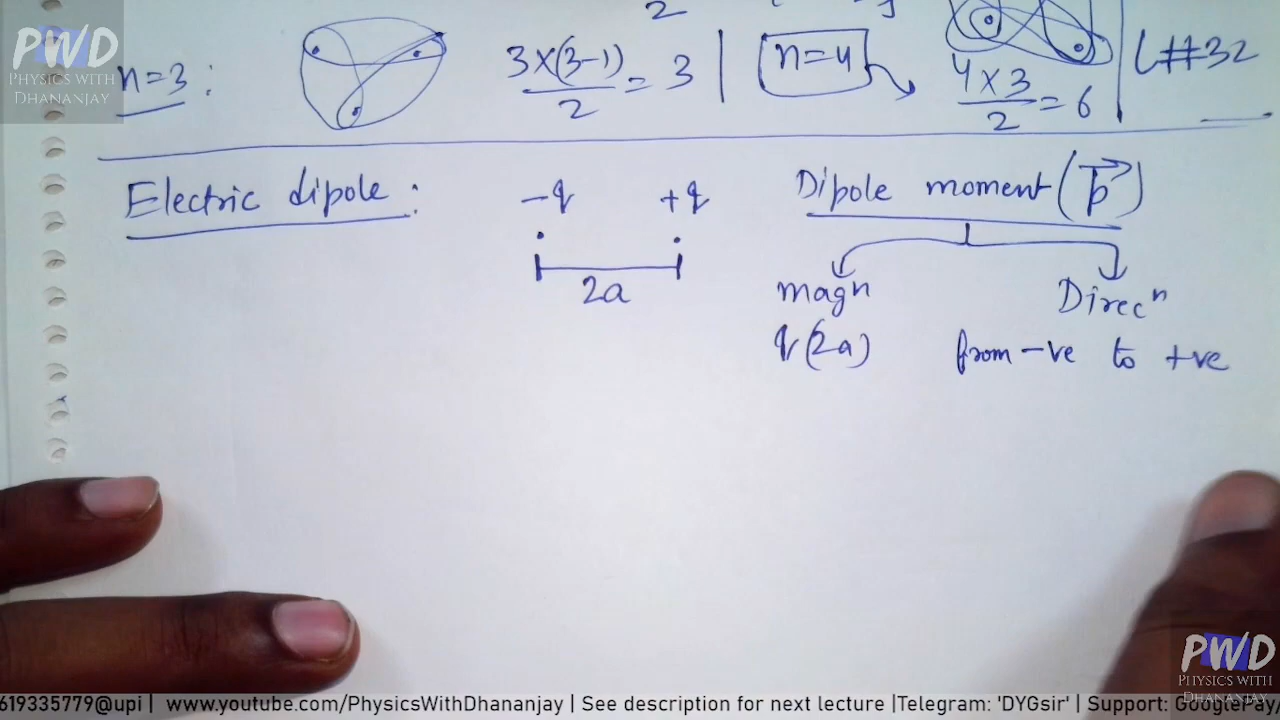 2
PWD
PHYSICS WITH
DHANANJAY
n=3 :
3×(3-1)/2 = 3
n=4
4×3/2 = 6
L#32
Electric dipole :
-q +q
2a
Dipole moment (p⃗)
magⁿ
q(2a)
Direcⁿ
from -ve to +ve
PWD
PHYSICS WITH
DHANANJAY
619335779@upi | www.youtube.com/PhysicsWithDhananjay | See description for next lecture |Telegram: 'DYGsir' | Support: GooglePay/